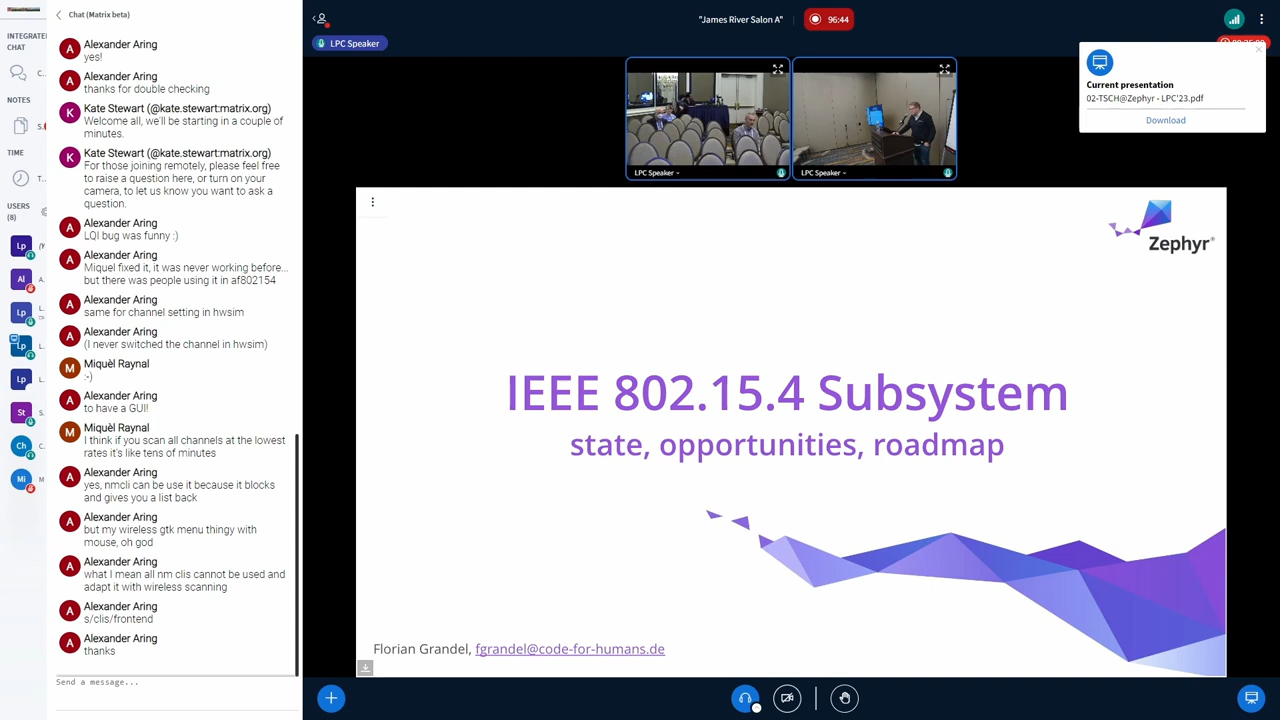 INTEGRATE
CHAT
C..
NOTES
S.
TIME
T..
USERS
(8)
Lp
(Y
Al
A.
Lp
L..
Lp
L..
Lp
L..
St
S.
Ch
C.
Mi
M
Chat (Matrix beta)
A
Alexander Aring
yes!
A
Alexander Aring
thanks for double checking
K
Kate Stewart (@kate.stewart:matrix.org)
Welcome all, we'll be starting in a couple of
minutes.
K
Kate Stewart (@kate.stewart:matrix.org)
For those joining remotely, please feel free
to raise a question here, or turn on your
camera, to let us know you want to ask a
question.
A
Alexander Aring
LQI bug was funny :)
A
Alexander Aring
Miquel fixed it, it was never working before...
but there was people using it in af802154
A
Alexander Aring
same for channel setting in hwsim
A
Alexander Aring
(I never switched the channel in hwsim)
M
Miquèl Raynal
:-)
A
Alexander Aring
to have a GUI!
M
Miquèl Raynal
I think if you scan all channels at the lowest
rates it's like tens of minutes
A
Alexander Aring
yes, nmcli can be use it because it blocks
and gives you a list back
A
Alexander Aring
but my wireless gtk menu thingy with
mouse, oh god
A
Alexander Aring
what I mean all nm clis cannot be used and
adapt it with wireless scanning
A
Alexander Aring
s/clis/frontend
A
Alexander Aring
thanks
Send a message...
"James River Salon A"
96:44
LPC Speaker
LPC Speaker
LPC Speaker
Current presentation
02-TSCH@Zephyr - LPC'23.pdf
Download
Zephyr®
IEEE 802.15.4 Subsystem
state, opportunities, roadmap
Florian Grandel, fgrandel@code-for-humans.de